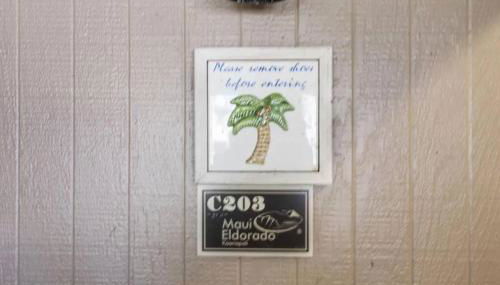 Please remove shoes
before entering
C203
Maui
Eldorado
Kaanapali